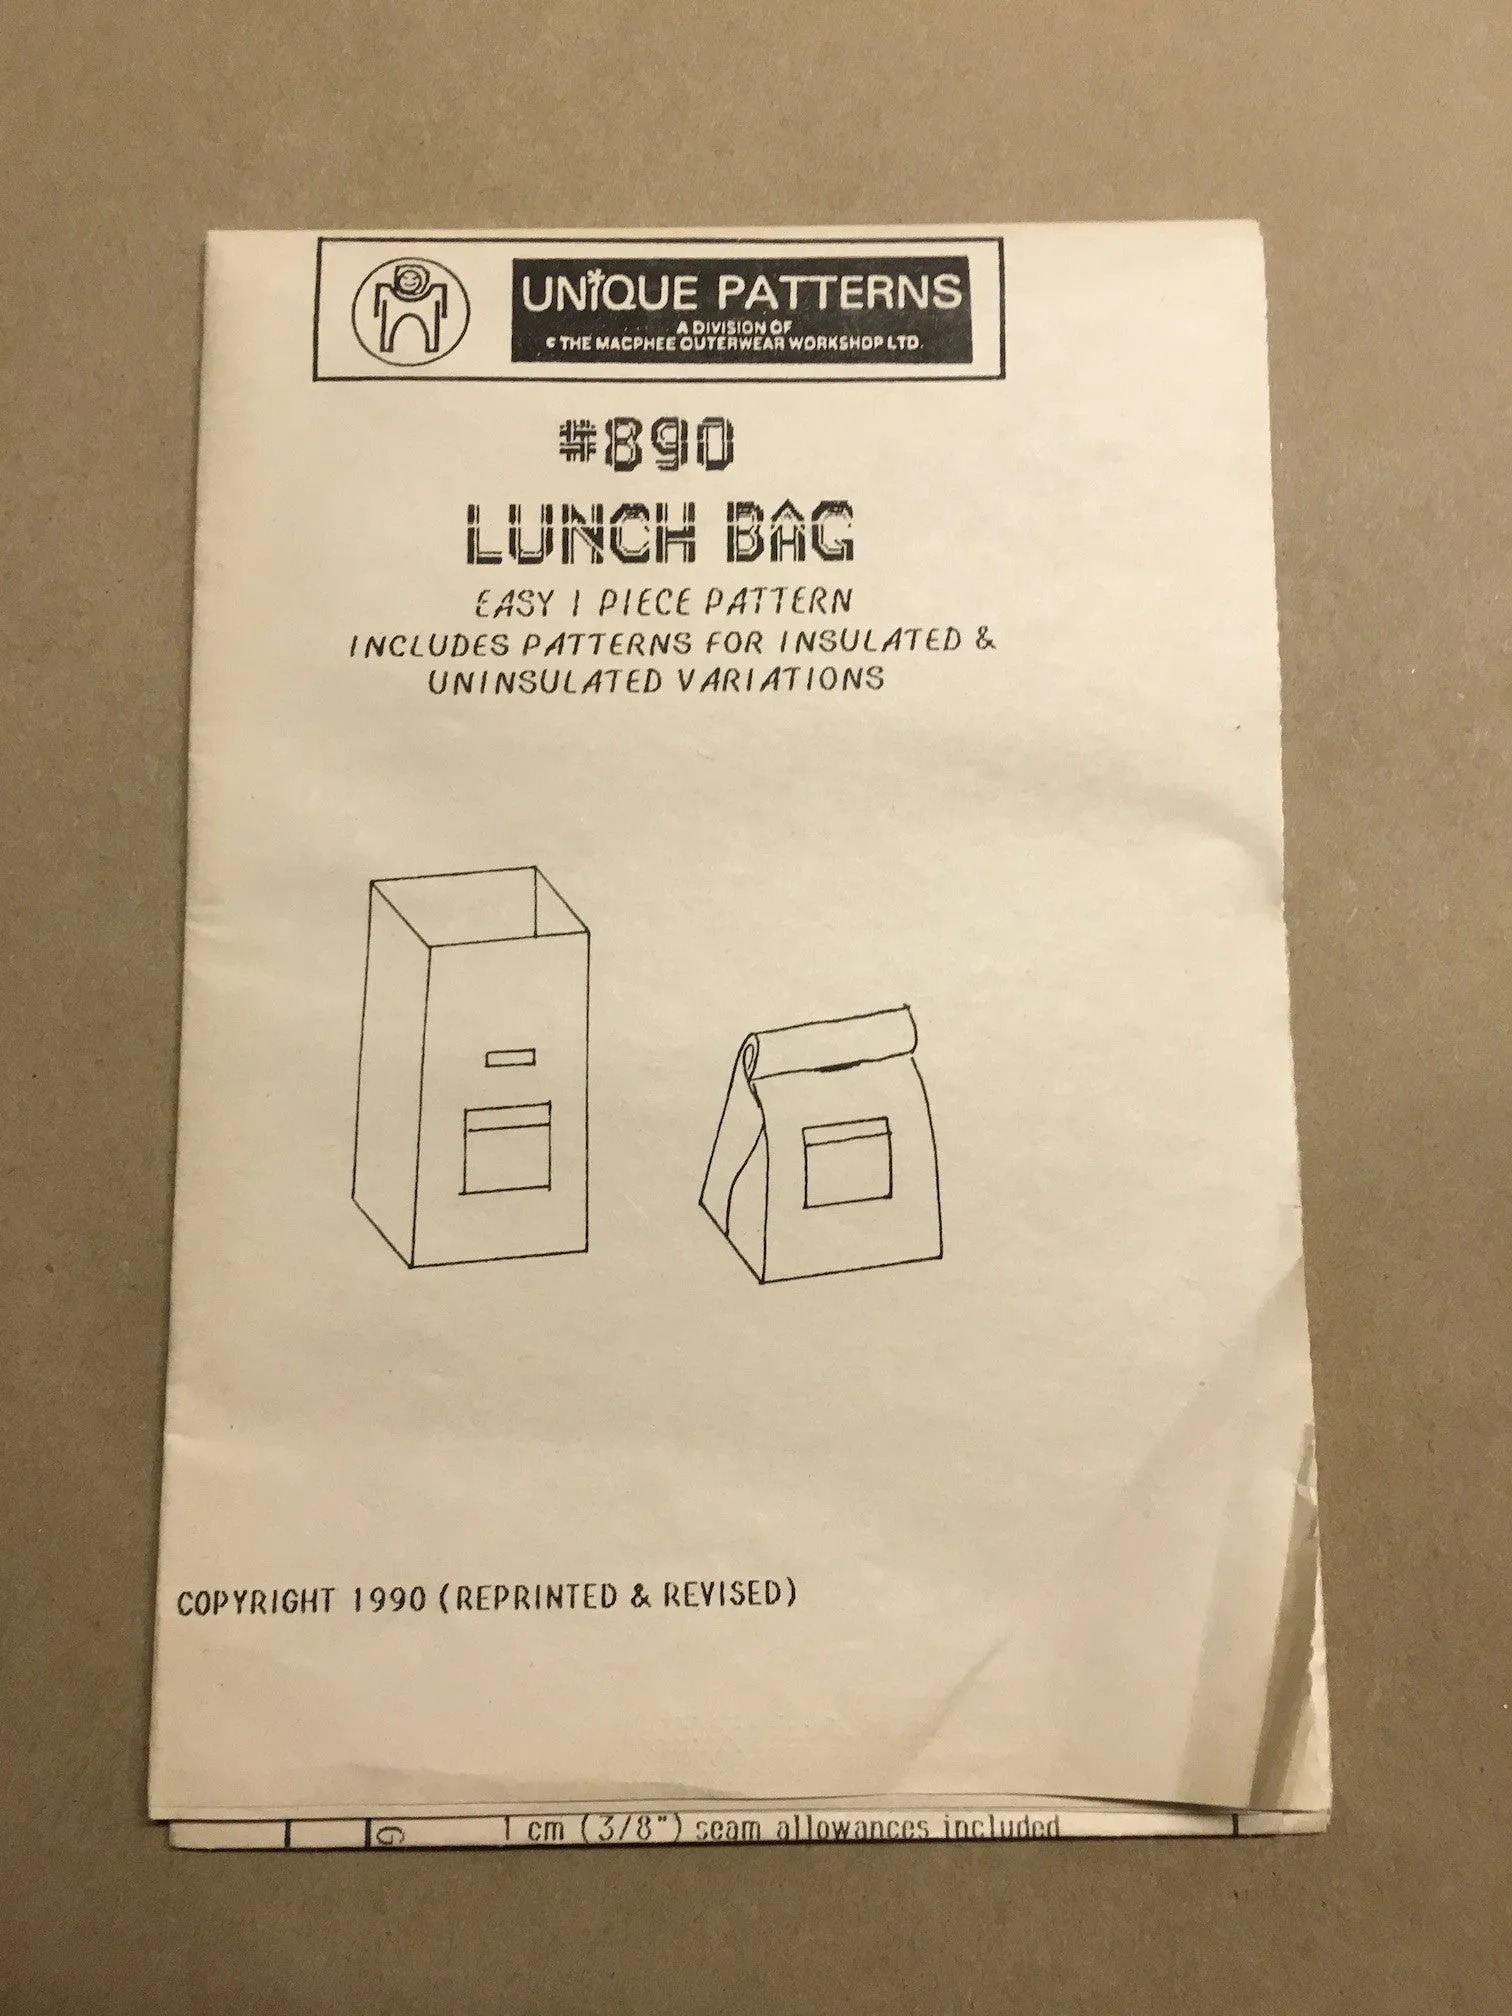 UNIQUE PATTERNS
A DIVISION OF
© THE MACPHEE OUTERWEAR WORKSHOP LTD.
#890
LUNCH BAG
EASY 1 PIECE PATTERN
INCLUDES PATTERNS FOR INSULATED &
UNINSULATED VARIATIONS
COPYRIGHT 1990 (REPRINTED & REVISED)
G
1 cm (3/8") seam allowances included